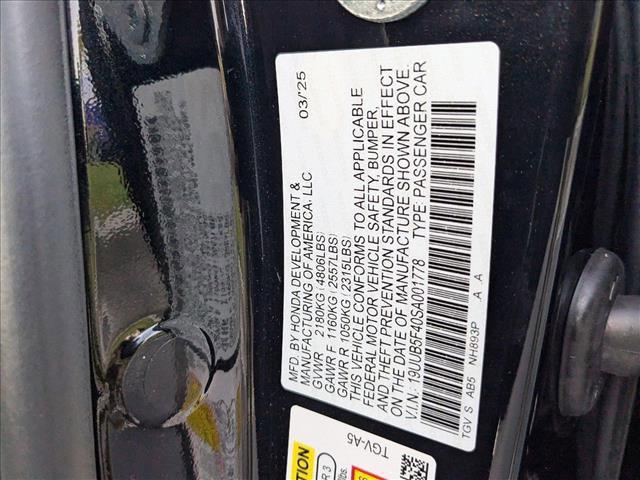 MFD. BY HONDA DEVELOPMENT & 03/'25
MANUFACTURING OF AMERICA, LLC
GVWR 2180KG (4806LBS)
GAWR F 1160KG (2557LBS)
GAWR R 1050KG (2315LBS)
THIS VEHICLE CONFORMS TO ALL APPLICABLE
FEDERAL MOTOR VEHICLE SAFETY, BUMPER,
AND THEFT PREVENTION STANDARDS IN EFFECT
ON THE DATE OF MANUFACTURE SHOWN ABOVE.
V.I.N.: 19UUB5F40SA001778 TYPE: PASSENGER CAR
TGV S AB5 NH893P .A .A
TGV-A5